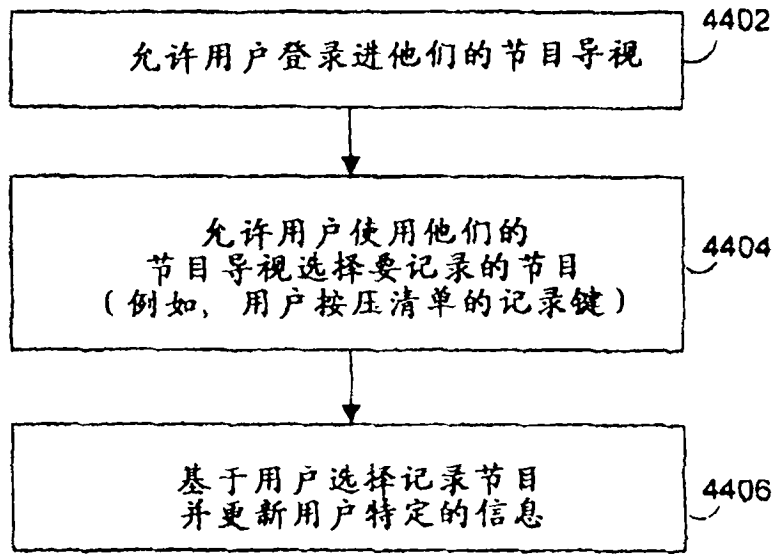 4402
允许用户登录进他们的节目导视
允许用户使用他们的
节目导视选择要记录的节目
(例如, 用户按压清单的记录键)
4404
基于用户选择记录节目
并更新用户特定的信息
4406